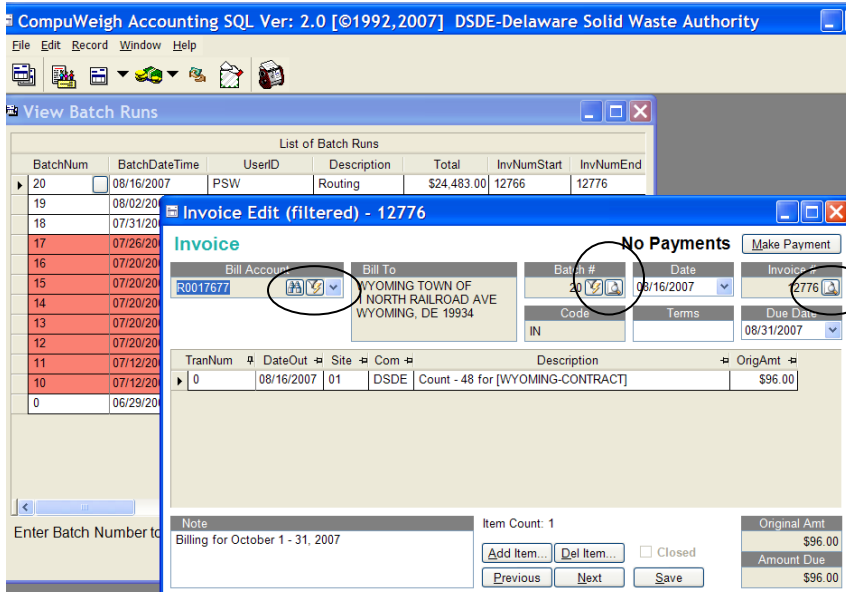 CompuWeigh Accounting SQL Ver: 2.0 [©1992,2007] DSDE-Delaware Solid Waste Authority
File Edit Record Window Help
View Batch Runs
List of Batch Runs
BatchNum BatchDateTime UserID Description Total InvNumStart InvNumEnd
20 08/16/2007 PSW Routing $24,483.00 12766 12776
19 08/02/20
18 07/31/20
17 07/26/20
16 07/20/20
15 07/20/20
14 07/20/20
13 07/20/20
12 07/20/20
11 07/12/20
10 07/12/20
0 06/29/20
Enter Batch Number to
Invoice Edit (filtered) - 12776
Invoice No Payments Make Payment
Bill Account Bill To Batch # Date Invoice #
R0017677 WYOMING TOWN OF 20 08/16/2007 12776
1 NORTH RAILROAD AVE
WYOMING, DE 19934
Code Terms Due Date
IN 08/31/2007
TranNum DateOut Site Com Description OrigAmt
0 08/16/2007 01 DSDE Count - 48 for [WYOMING-CONTRACT] $96.00
Note Item Count: 1 Original Amt
Billing for October 1 - 31, 2007 $96.00
Add Item... Del Item... Closed Amount Due
Previous Next Save $96.00